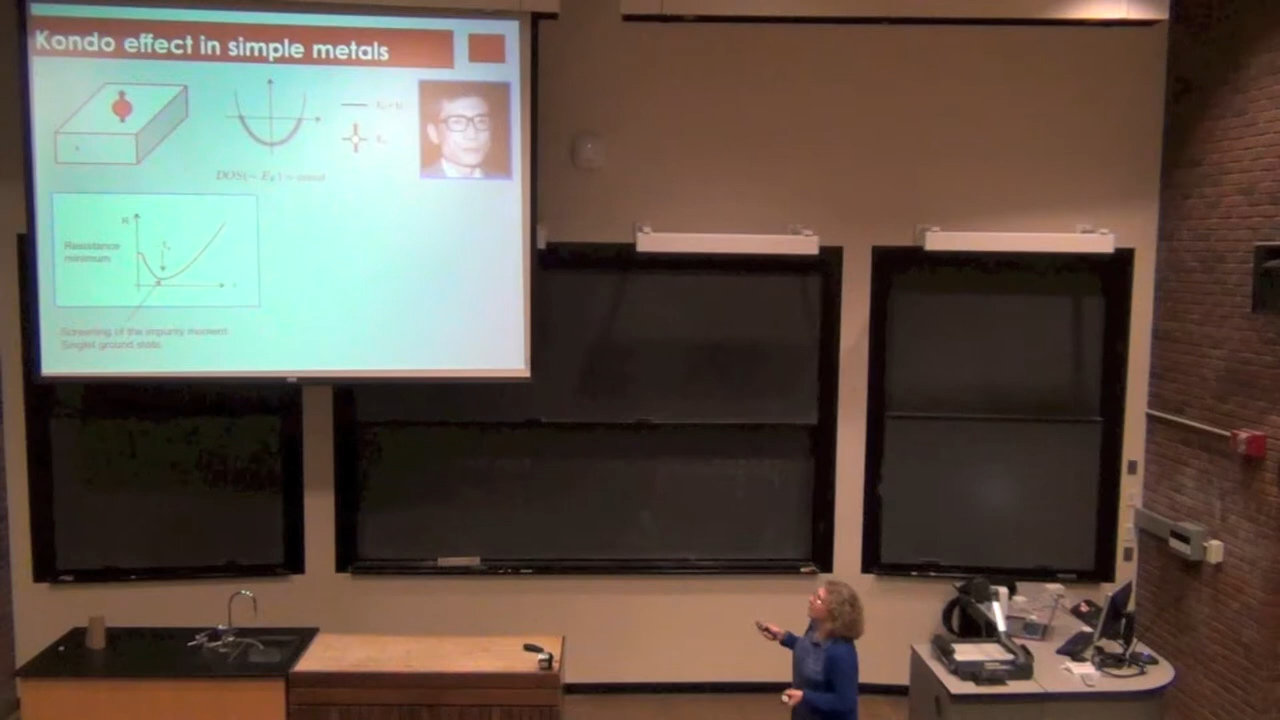 Kondo effect in simple metals
R
Resistance
minimum
Screening of the impurity moment
Singlet ground state